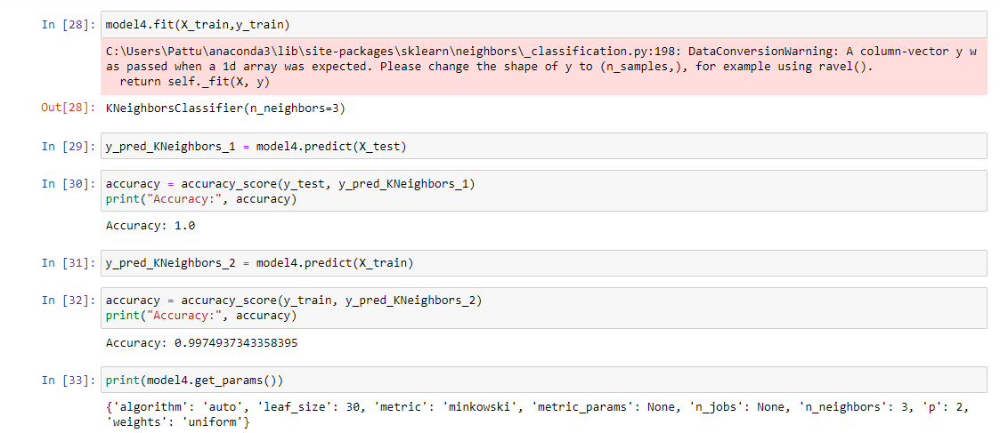 In [28]: model4.fit(X_train,y_train)
C:\Users\Pattu\anaconda3\lib\site-packages\sklearn\neighbors\_classification.py:198: DataConversionWarning: A column-vector y w
as passed when a 1d array was expected. Please change the shape of y to (n_samples,), for example using ravel().
  return self._fit(X, y)
Out[28]: KNeighborsClassifier(n_neighbors=3)
In [29]: y_pred_KNeighbors_1 = model4.predict(X_test)
In [30]: accuracy = accuracy_score(y_test, y_pred_KNeighbors_1)
print("Accuracy:", accuracy)
Accuracy: 1.0
In [31]: y_pred_KNeighbors_2 = model4.predict(X_train)
In [32]: accuracy = accuracy_score(y_train, y_pred_KNeighbors_2)
print("Accuracy:", accuracy)
Accuracy: 0.9974937343358395
In [33]: print(model4.get_params())
{'algorithm': 'auto', 'leaf_size': 30, 'metric': 'minkowski', 'metric_params': None, 'n_jobs': None, 'n_neighbors': 3, 'p': 2,
'weights': 'uniform'}